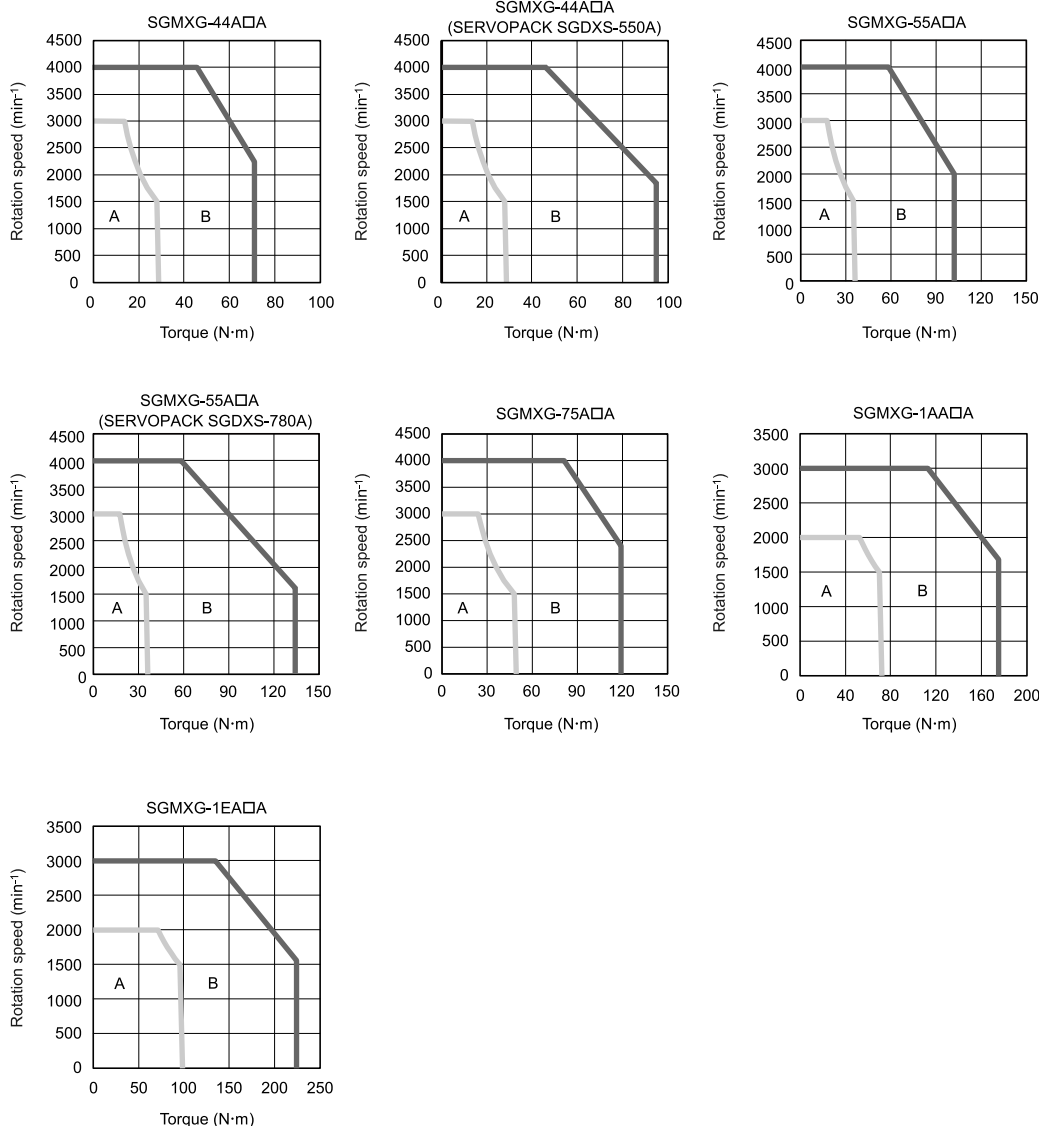 SGMXG-44A□A
Rotation speed (min-1)
4500
4000
3500
3000
2500
2000
1500
1000
500
0
A
B
0 20 40 60 80 100
Torque (N·m)
SGMXG-44A□A
(SERVOPACK SGDXS-550A)
Rotation speed (min-1)
4500
4000
3500
3000
2500
2000
1500
1000
500
0
A
B
0 20 40 60 80 100
Torque (N·m)
SGMXG-55A□A
Rotation speed (min-1)
4500
4000
3500
3000
2500
2000
1500
1000
500
0
A
B
0 30 60 90 120 150
Torque (N·m)
SGMXG-55A□A
(SERVOPACK SGDXS-780A)
Rotation speed (min-1)
4500
4000
3500
3000
2500
2000
1500
1000
500
0
A
B
0 30 60 90 120 150
Torque (N·m)
SGMXG-75A□A
Rotation speed (min-1)
4500
4000
3500
3000
2500
2000
1500
1000
500
0
A
B
0 30 60 90 120 150
Torque (N·m)
SGMXG-1AA□A
Rotation speed (min-1)
3500
3000
2500
2000
1500
1000
500
0
A
B
0 40 80 120 160 200
Torque (N·m)
SGMXG-1EA□A
Rotation speed (min-1)
3500
3000
2500
2000
1500
1000
500
0
A
B
0 50 100 150 200 250
Torque (N·m)